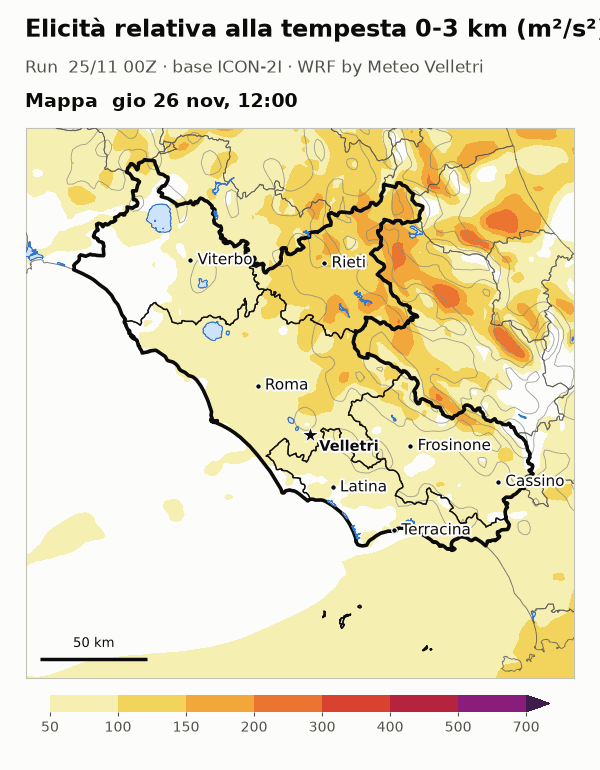 Elicità relativa alla tempesta 0-3 km (m²/s²)
Run 25/11 00Z · base ICON-2I · WRF by Meteo Velletri
Mappa gio 26 nov, 12:00
Viterbo
Rieti
Roma
Velletri
Frosinone
Latina
Cassino
Terracina
50 km
50 100 150 200 300 400 500 700